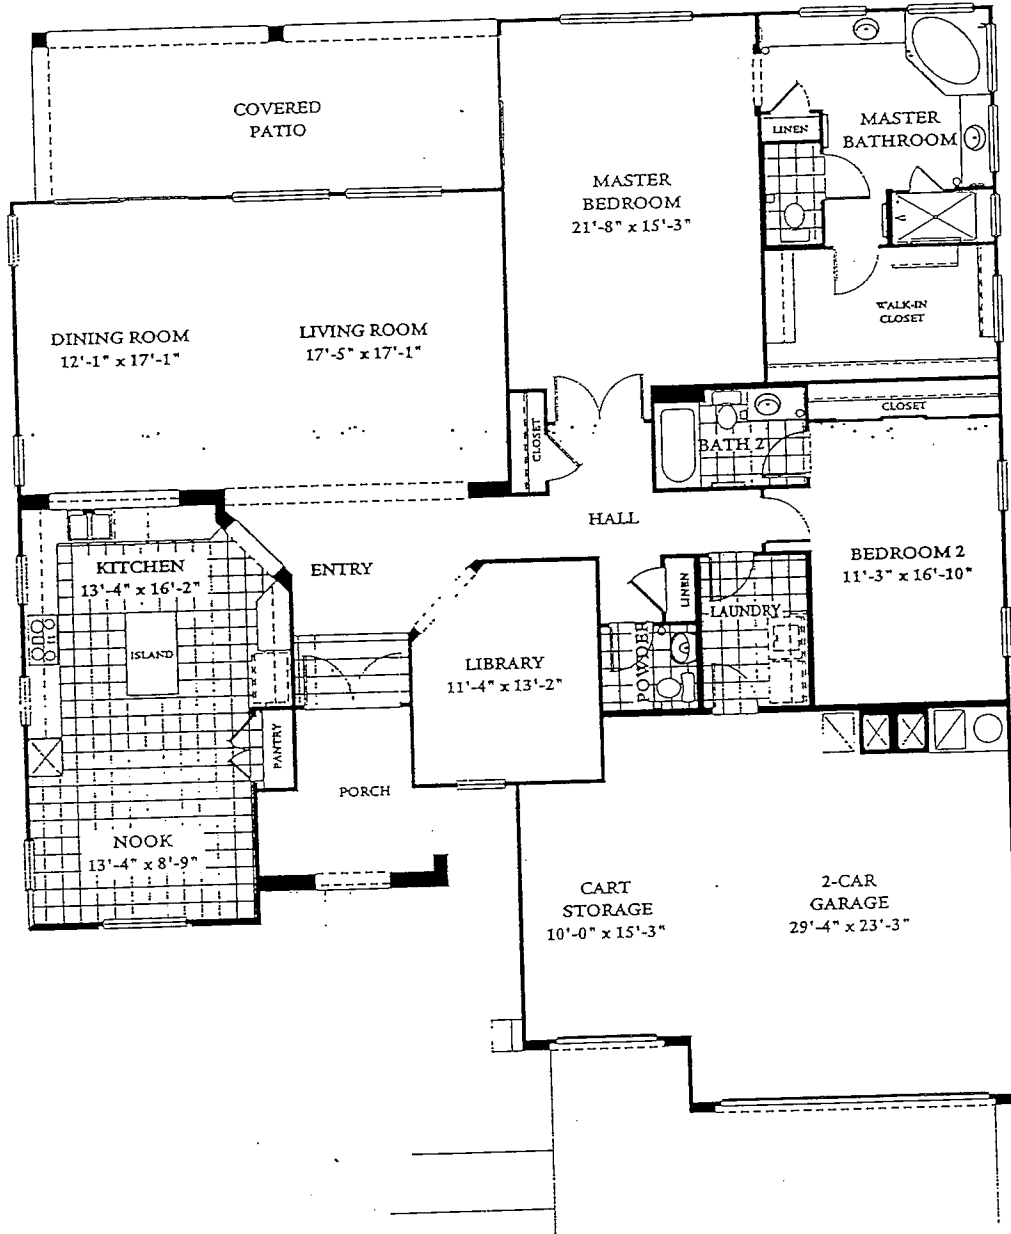 COVERED
PATIO
MASTER
BEDROOM
21'-8" x 15'-3"
LINEN
MASTER
BATHROOM
WALK-IN
CLOSET
DINING ROOM
12'-1" x 17'-1"
LIVING ROOM
17'-5" x 17'-1"
CLOSET
BATH 2
CLOSET
HALL
ENTRY
KITCHEN
13'-4" x 16'-2"
ISLAND
BEDROOM 2
11'-3" x 16'-10"
LINEN
LAUNDRY
POWDER
LIBRARY
11'-4" x 13'-2"
PANTRY
PORCH
NOOK
13'-4" x 8'-9"
CART
STORAGE
10'-0" x 15'-3"
2-CAR
GARAGE
29'-4" x 23'-3"